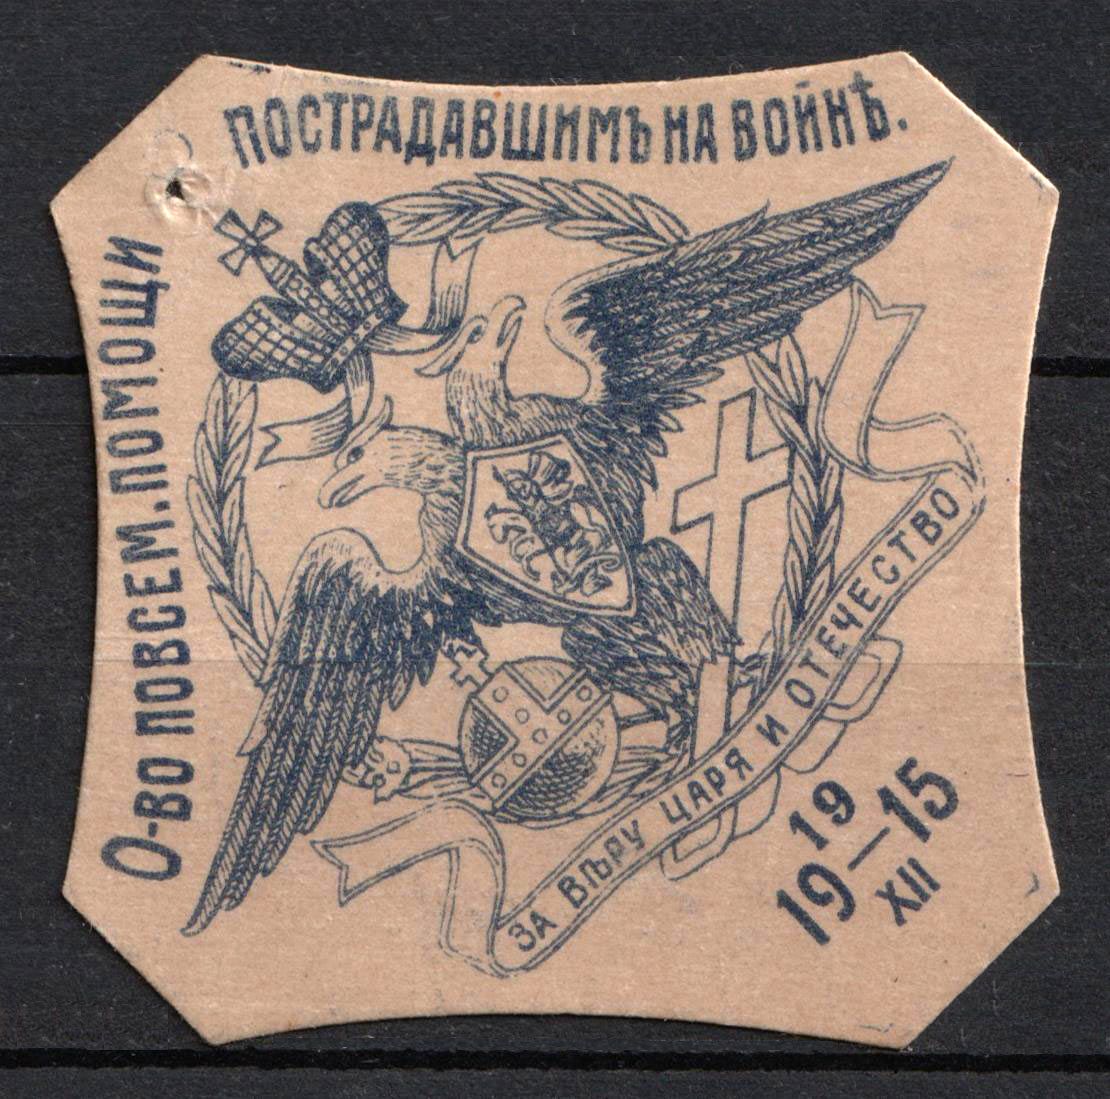 О-ВО ПОВСЕМ. ПОМОЩИ
ПОСТРАДАВШИМЪ НА ВОЙНѢ.
ЗА ВѢРУ ЦАРЯ И ОТЕЧЕСТВО
19
19—15
XII